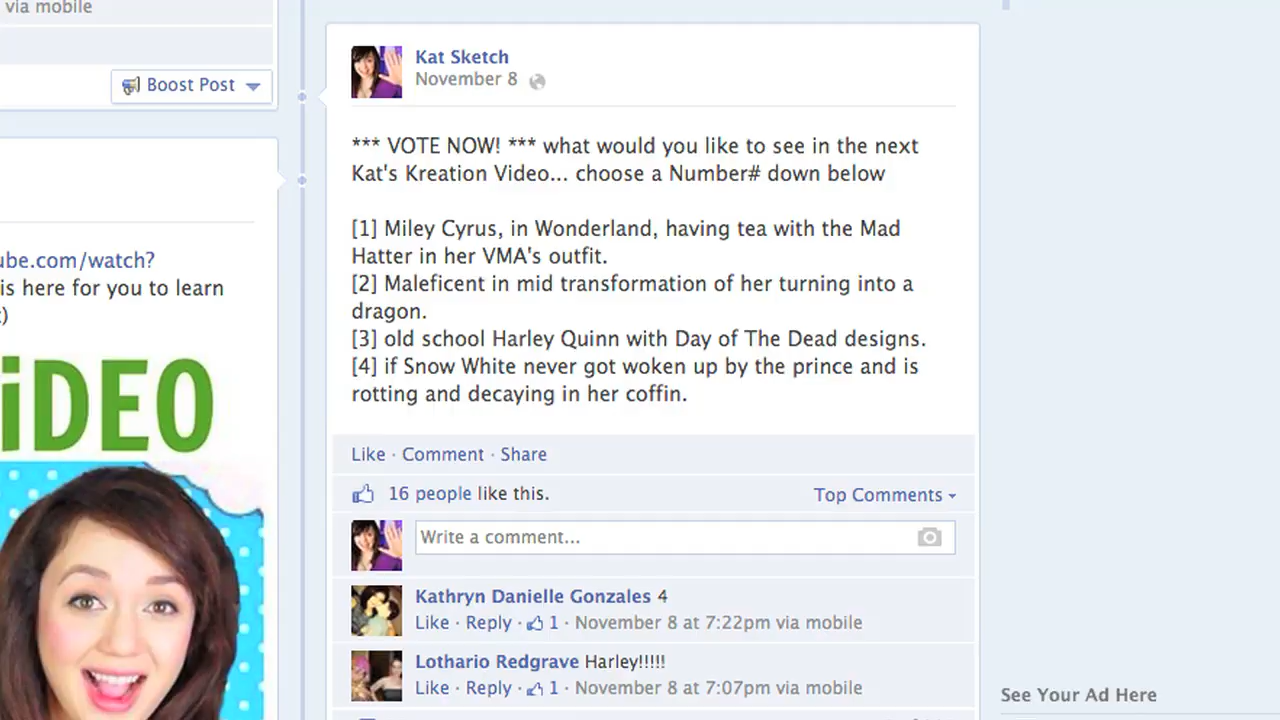 via mobile
Boost Post
ube.com/watch?
is here for you to learn
:)
iDEO
Kat Sketch
November 8
*** VOTE NOW! *** what would you like to see in the next
Kat's Kreation Video... choose a Number# down below
[1] Miley Cyrus, in Wonderland, having tea with the Mad
Hatter in her VMA's outfit.
[2] Maleficent in mid transformation of her turning into a
dragon.
[3] old school Harley Quinn with Day of The Dead designs.
[4] if Snow White never got woken up by the prince and is
rotting and decaying in her coffin.
Like · Comment · Share
16 people like this.
Top Comments
Write a comment...
Kathryn Danielle Gonzales 4
Like · Reply · 1 · November 8 at 7:22pm via mobile
Lothario Redgrave Harley!!!!!
Like · Reply · 1 · November 8 at 7:07pm via mobile
See Your Ad Here